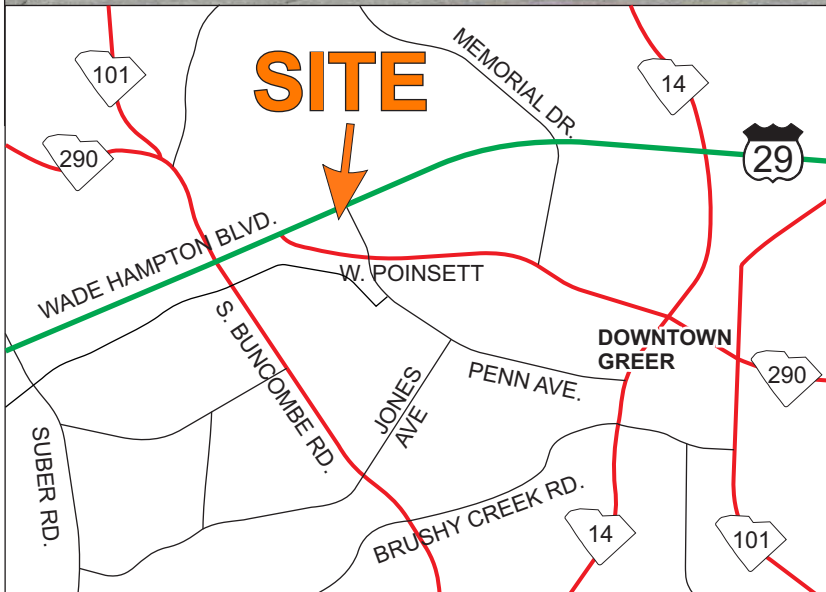 101
SITE
MEMORIAL DR.
14
290
29
WADE HAMPTON BLVD.
W. POINSETT
S. BUNCOMBE RD.
DOWNTOWN
GREER
JONES
AVE
PENN AVE.
290
SUBER RD.
BRUSHY CREEK RD.
14
101